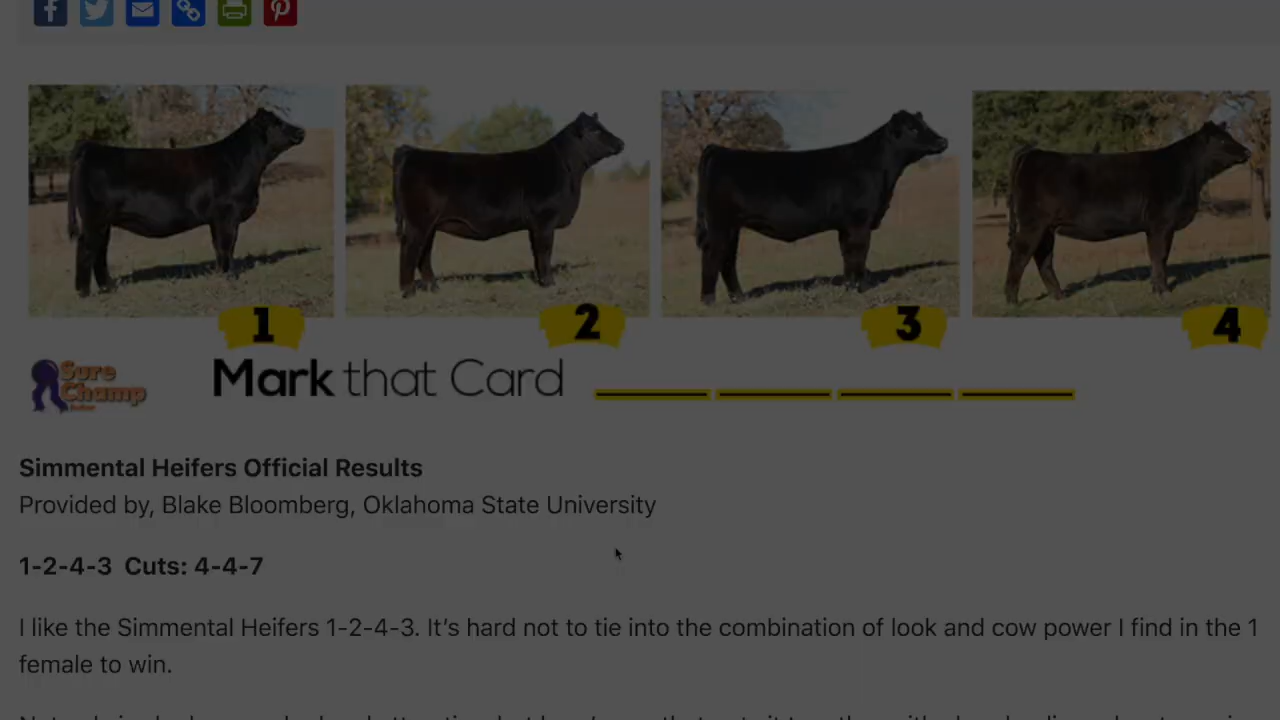 1
2
3
4
Sure
Champ
Mark that Card
Simmental Heifers Official Results
Provided by, Blake Bloomberg, Oklahoma State University
1-2-4-3 Cuts: 4-4-7
I like the Simmental Heifers 1-2-4-3. It's hard not to tie into the combination of look and cow power I find in the 1
female to win.